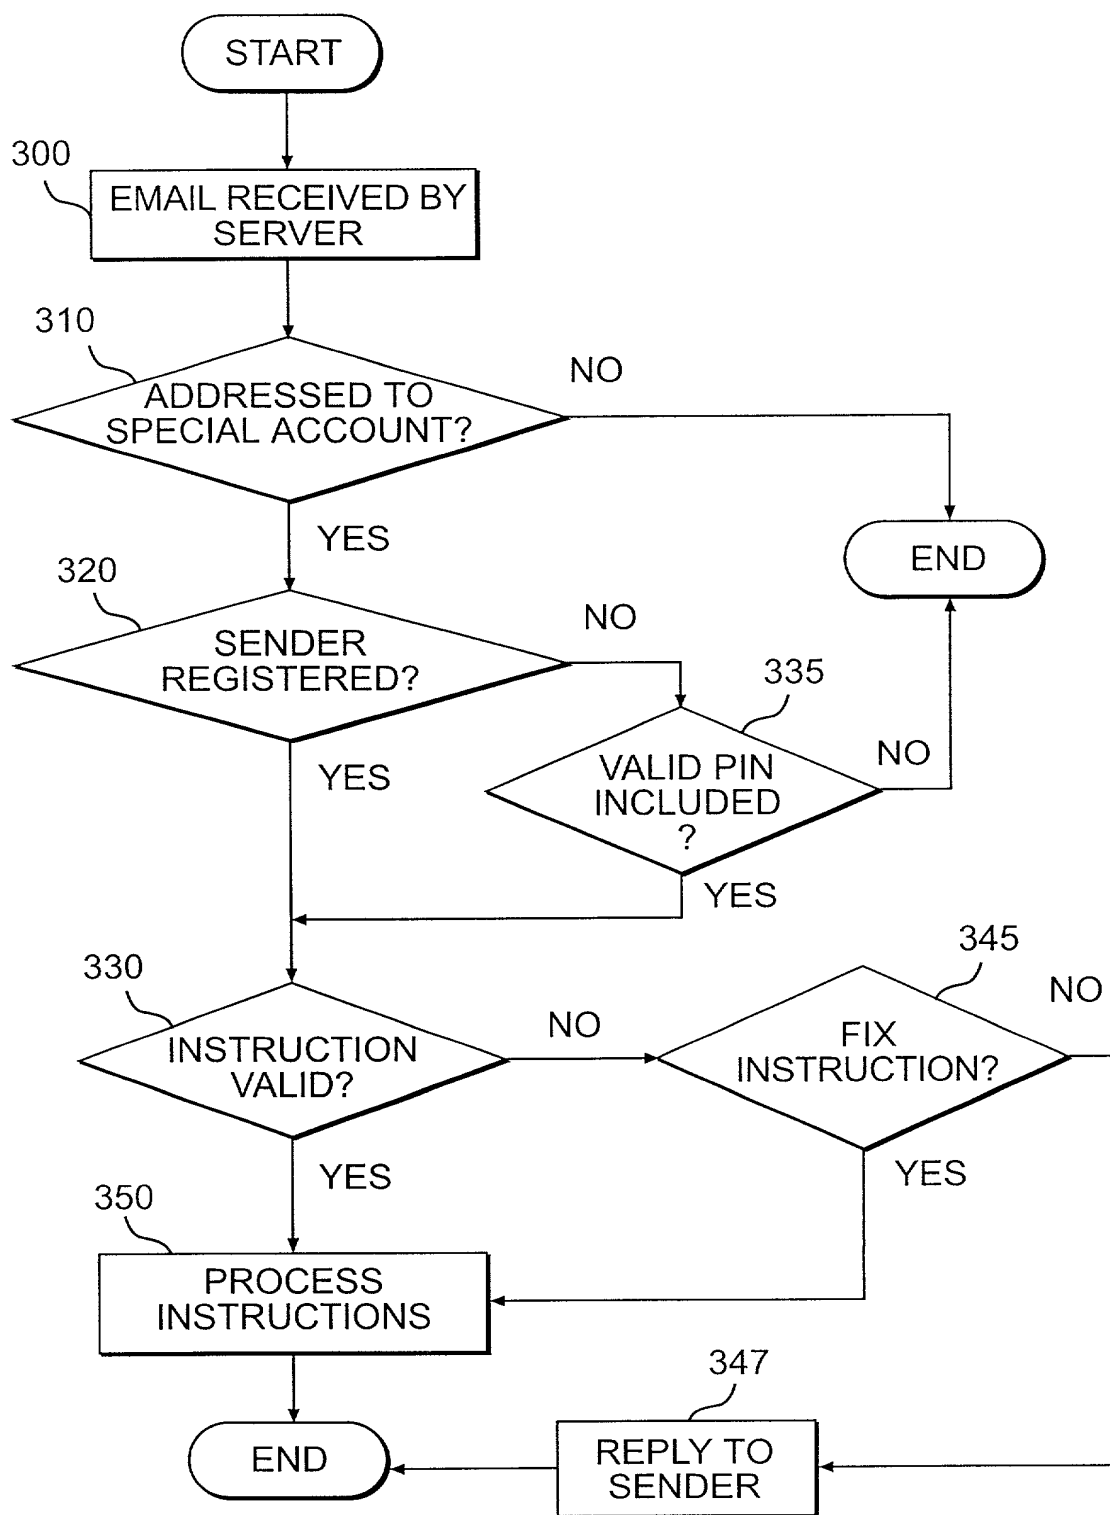 START
300
EMAIL RECEIVED BY
SERVER
310
ADDRESSED TO
SPECIAL ACCOUNT?
NO
YES
END
320
SENDER
REGISTERED?
NO
YES
335
VALID PIN
INCLUDED
?
NO
YES
330
INSTRUCTION
VALID?
NO
YES
345
FIX
INSTRUCTION?
NO
YES
350
PROCESS
INSTRUCTIONS
347
REPLY TO
SENDER
END